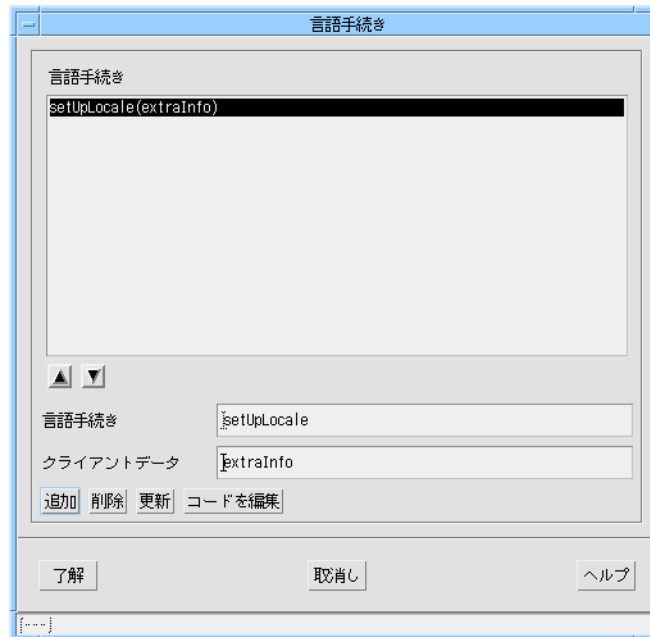 言語手続き
言語手続き
setUpLocale(extraInfo)
言語手続き setUpLocale
クライアントデータ extraInfo
追加 削除 更新 コードを編集
了解 取消し ヘルプ
[---]